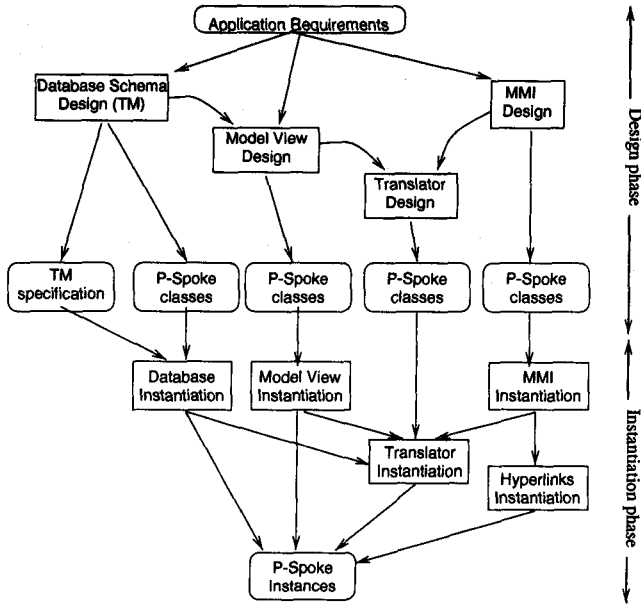 Application Requirements
Database Schema
Design (TM)
MMI
Design
Model View
Design
Translator
Design
Design phase
TM
specification
P-Spoke
classes
P-Spoke
classes
P-Spoke
classes
P-Spoke
classes
Database
Instantiation
Model View
Instantiation
MMI
Instantiation
Translator
Instantiation
Hyperlinks
Instantiation
Instantiation phase
P-Spoke
Instances